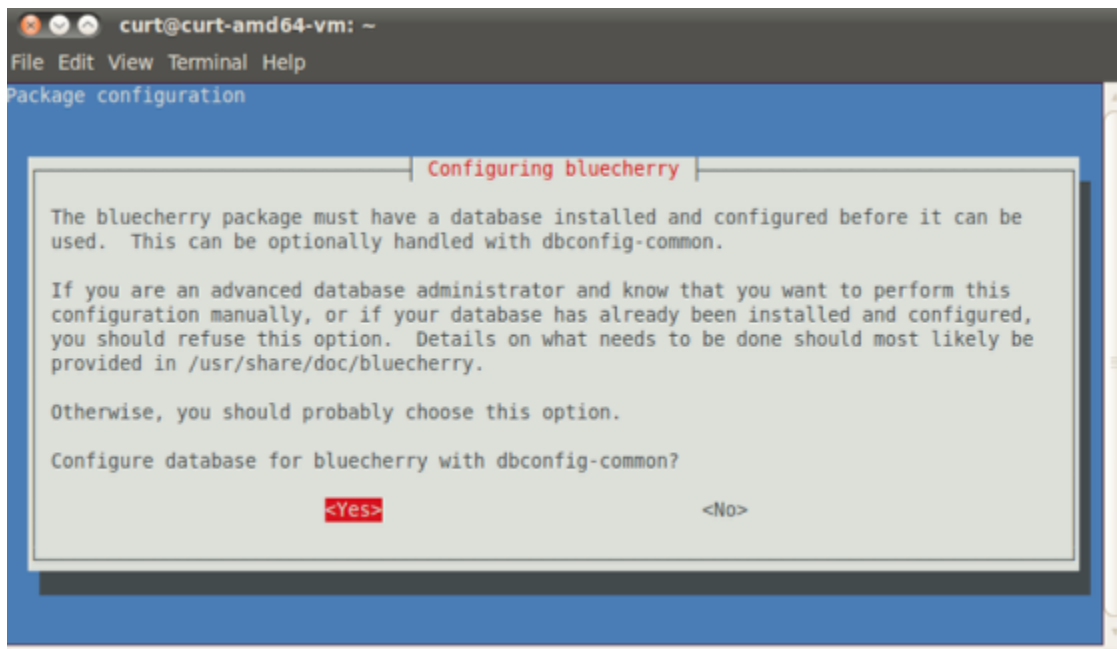 curt@curt-amd64-vm: ~
File Edit View Terminal Help
Package configuration
Configuring bluecherry
The bluecherry package must have a database installed and configured before it can be
used.  This can be optionally handled with dbconfig-common.
If you are an advanced database administrator and know that you want to perform this
configuration manually, or if your database has already been installed and configured,
you should refuse this option.  Details on what needs to be done should most likely be
provided in /usr/share/doc/bluecherry.
Otherwise, you should probably choose this option.
Configure database for bluecherry with dbconfig-common?
<Yes> <No>